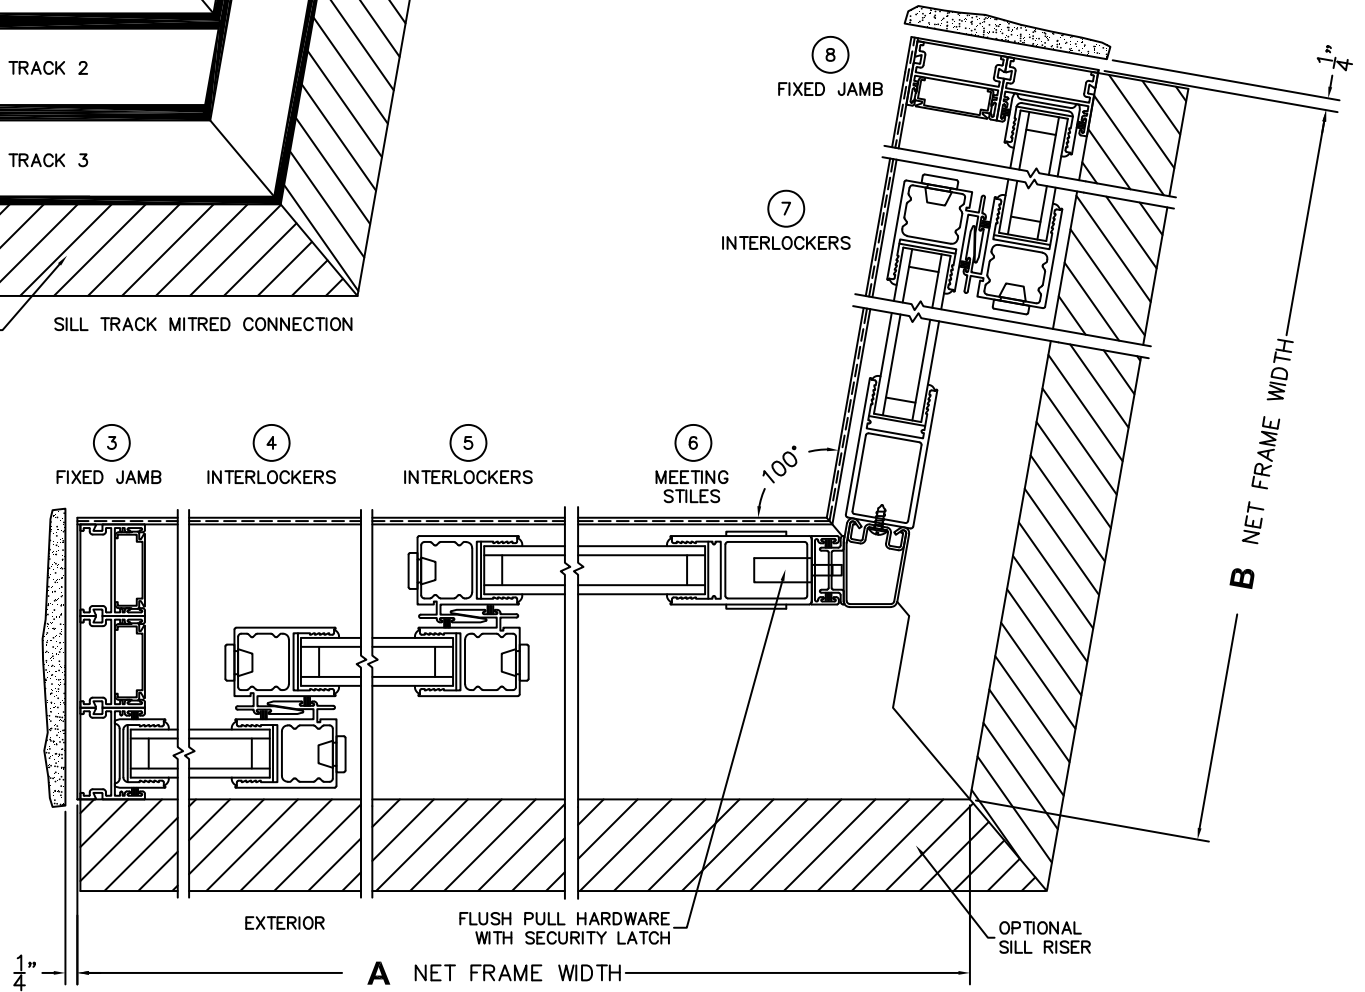 TRACK 2
TRACK 3
SILL TRACK MITRED CONNECTION
8
FIXED JAMB
1/4"
7
INTERLOCKERS
3
FIXED JAMB
4
INTERLOCKERS
5
INTERLOCKERS
6
MEETING
STILES
100°
B NET FRAME WIDTH
EXTERIOR
FLUSH PULL HARDWARE
WITH SECURITY LATCH
OPTIONAL
SILL RISER
1/4"
A NET FRAME WIDTH